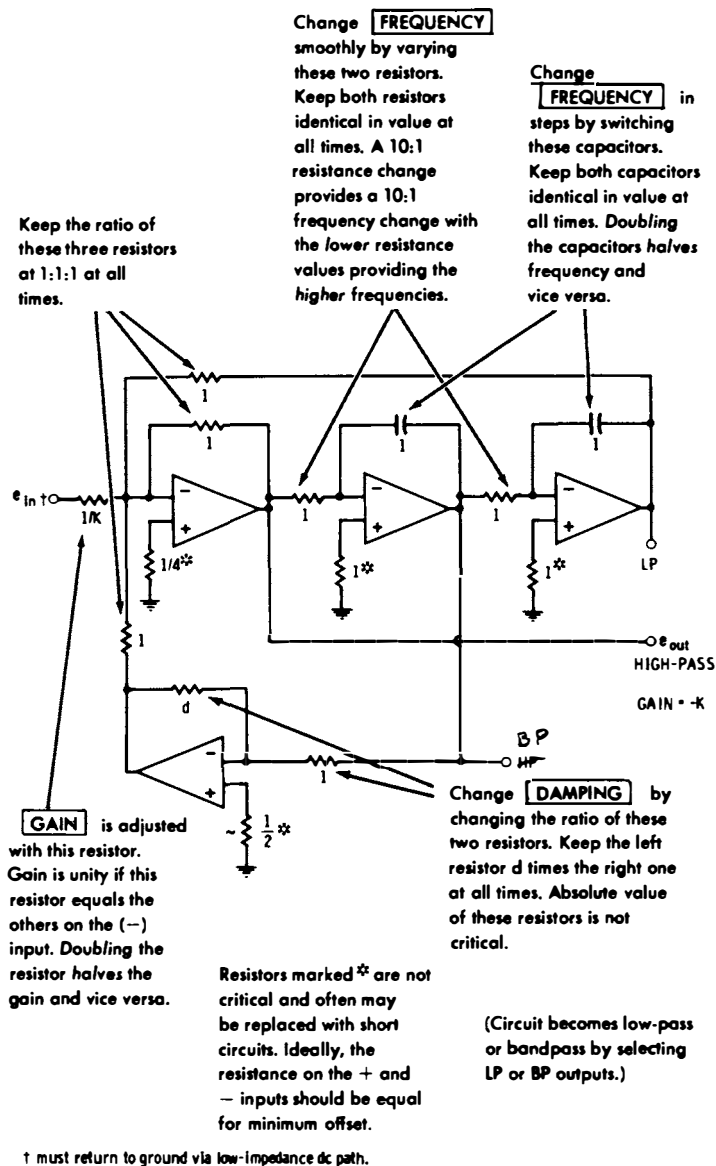 Change FREQUENCY
smoothly by varying
these two resistors.
Keep both resistors
identical in value at
all times. A 10:1
resistance change
provides a 10:1
frequency change with
the lower resistance
values providing the
higher frequencies.
Change
FREQUENCY in
steps by switching
these capacitors.
Keep both capacitors
identical in value at
all times. Doubling
the capacitors halves
frequency and
vice versa.
Keep the ratio of
these three resistors
at 1:1:1 at all
times.
1
1
1
1
e in †
1/K
−
+
1
−
+
1
−
+
1/4*
1*
1*
LP
1
e out
HIGH-PASS
GAIN = -K
d
−
+
1
BP
HP
~ 1/2 *
GAIN is adjusted
with this resistor.
Gain is unity if this
resistor equals the
others on the (−)
input. Doubling the
resistor halves the
gain and vice versa.
Change DAMPING by
changing the ratio of these
two resistors. Keep the left
resistor d times the right one
at all times. Absolute value
of these resistors is not
critical.
Resistors marked * are not
critical and often may
be replaced with short
circuits. Ideally, the
resistance on the + and
− inputs should be equal
for minimum offset.
(Circuit becomes low-pass
or bandpass by selecting
LP or BP outputs.)
† must return to ground via low-impedance dc path.